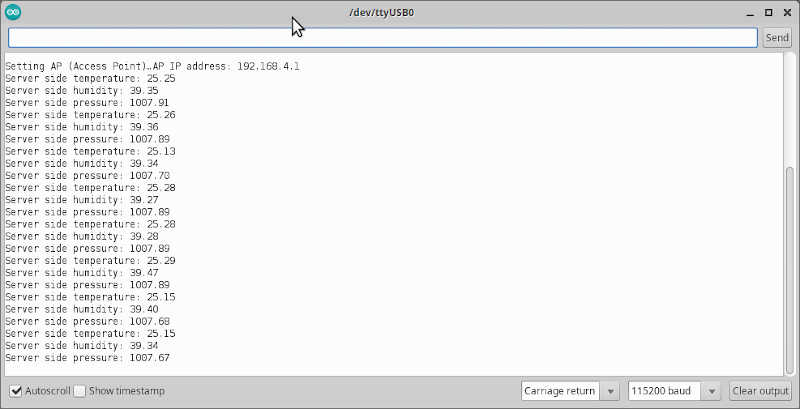 /dev/ttyUSB0
Send
Setting AP (Access Point)…AP IP address: 192.168.4.1
Server side temperature: 25.25
Server side humidity: 39.35
Server side pressure: 1007.91
Server side temperature: 25.26
Server side humidity: 39.36
Server side pressure: 1007.89
Server side temperature: 25.13
Server side humidity: 39.34
Server side pressure: 1007.70
Server side temperature: 25.28
Server side humidity: 39.27
Server side pressure: 1007.89
Server side temperature: 25.28
Server side humidity: 39.28
Server side pressure: 1007.89
Server side temperature: 25.29
Server side humidity: 39.47
Server side pressure: 1007.89
Server side temperature: 25.15
Server side humidity: 39.40
Server side pressure: 1007.68
Server side temperature: 25.15
Server side humidity: 39.34
Server side pressure: 1007.67
Autoscroll Show timestamp Carriage return 115200 baud Clear output